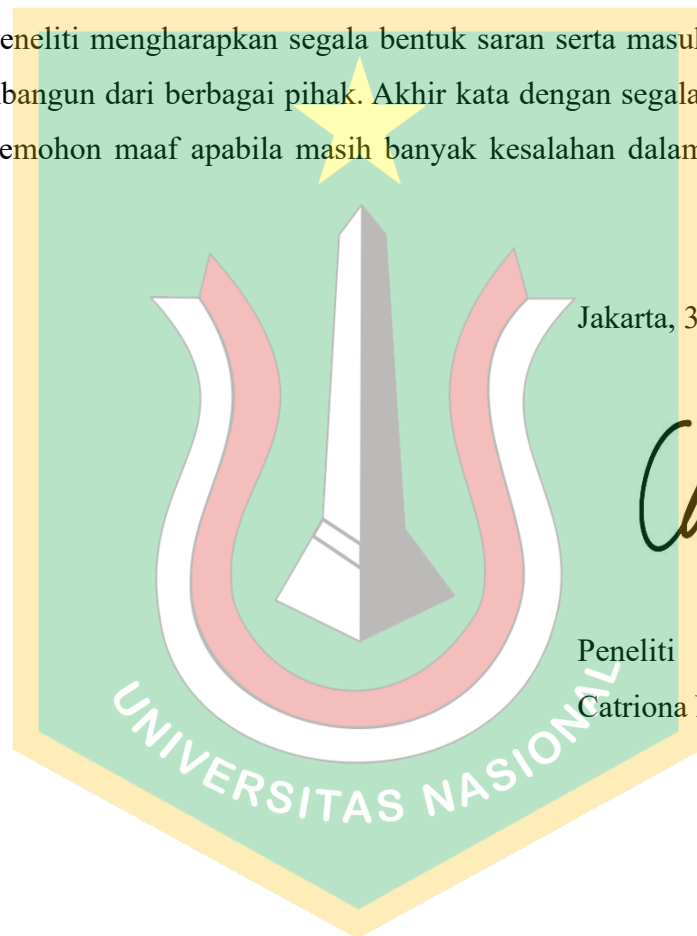 eneliti mengharapkan segala bentuk saran serta masu
bangun dari berbagai pihak. Akhir kata dengan segala
emohon maaf apabila masih banyak kesalahan dalam
Jakarta, 3
Peneliti
Catriona
UNIVERSITAS NASIONAL